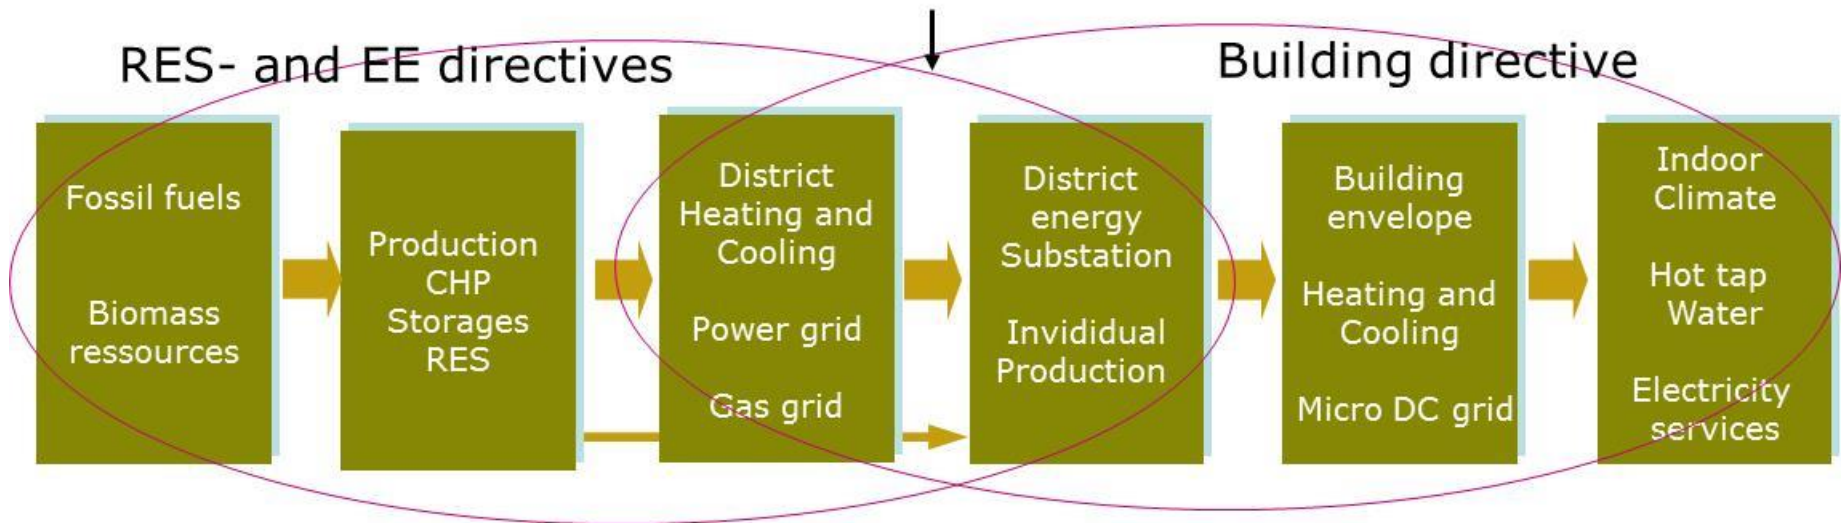 RES- and EE directives
Building directive
Fossil fuels
Biomass
ressources
Production
CHP
Storages
RES
District
Heating and
Cooling
Power grid
Gas grid
District
energy
Substation
Invididual
Production
Building
envelope
Heating and
Cooling
Micro DC grid
Indoor
Climate
Hot tap
Water
Electricity
services